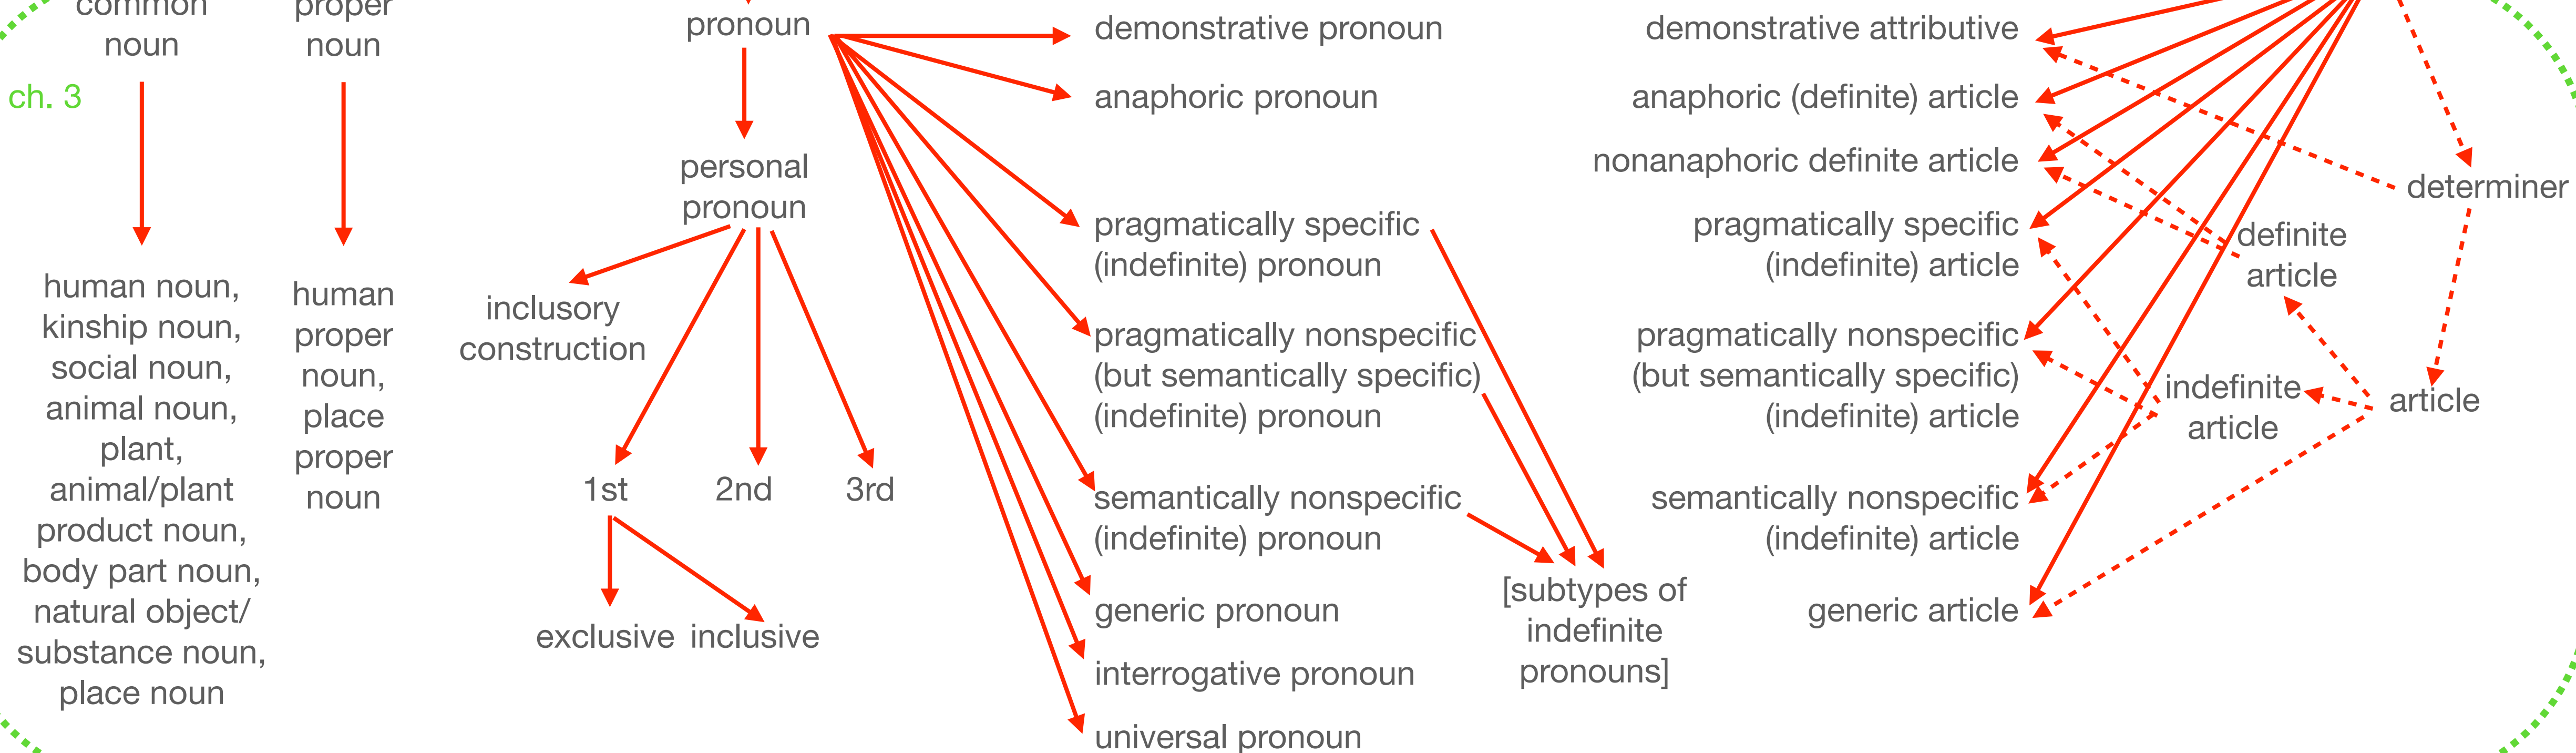 common
noun
proper
noun
ch. 3
human noun,
kinship noun,
social noun,
animal noun,
plant,
animal/plant
product noun,
body part noun,
natural object/
substance noun,
place noun
human
proper
noun,
place
proper
noun
pronoun
personal
pronoun
inclusory
construction
1st
2nd
3rd
exclusive
inclusive
demonstrative pronoun
anaphoric pronoun
pragmatically specific
(indefinite) pronoun
pragmatically nonspecific
(but semantically specific)
(indefinite) pronoun
semantically nonspecific
(indefinite) pronoun
generic pronoun
interrogative pronoun
universal pronoun
[subtypes of
indefinite
pronouns]
demonstrative attributive
anaphoric (definite) article
nonanaphoric definite article
pragmatically specific
(indefinite) article
pragmatically nonspecific
(but semantically specific)
(indefinite) article
semantically nonspecific
(indefinite) article
generic article
determiner
definite
article
indefinite
article
article